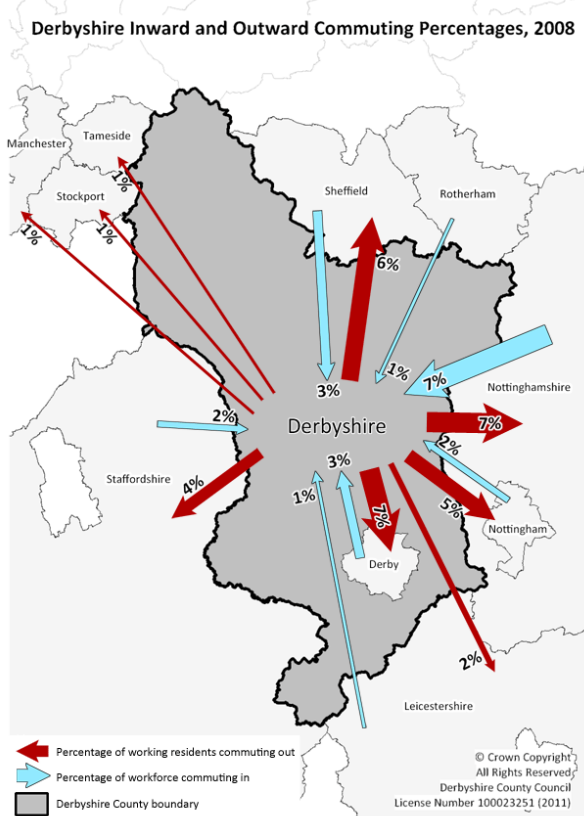 Derbyshire Inward and Outward Commuting Percentages, 2008
Manchester
Tameside
1%
Stockport
1%
1%
Sheffield
Rotherham
6%
1%
3%
7%
Nottinghamshire
2%
Derbyshire
7%
2%
Staffordshire
4%
3%
1%
7%
5%
Nottingham
Derby
2%
Leicestershire
Percentage of working residents commuting out
Percentage of workforce commuting in
Derbyshire County boundary
© Crown Copyright
All Rights Reserved
Derbyshire County Council
License Number 100023251 (2011)